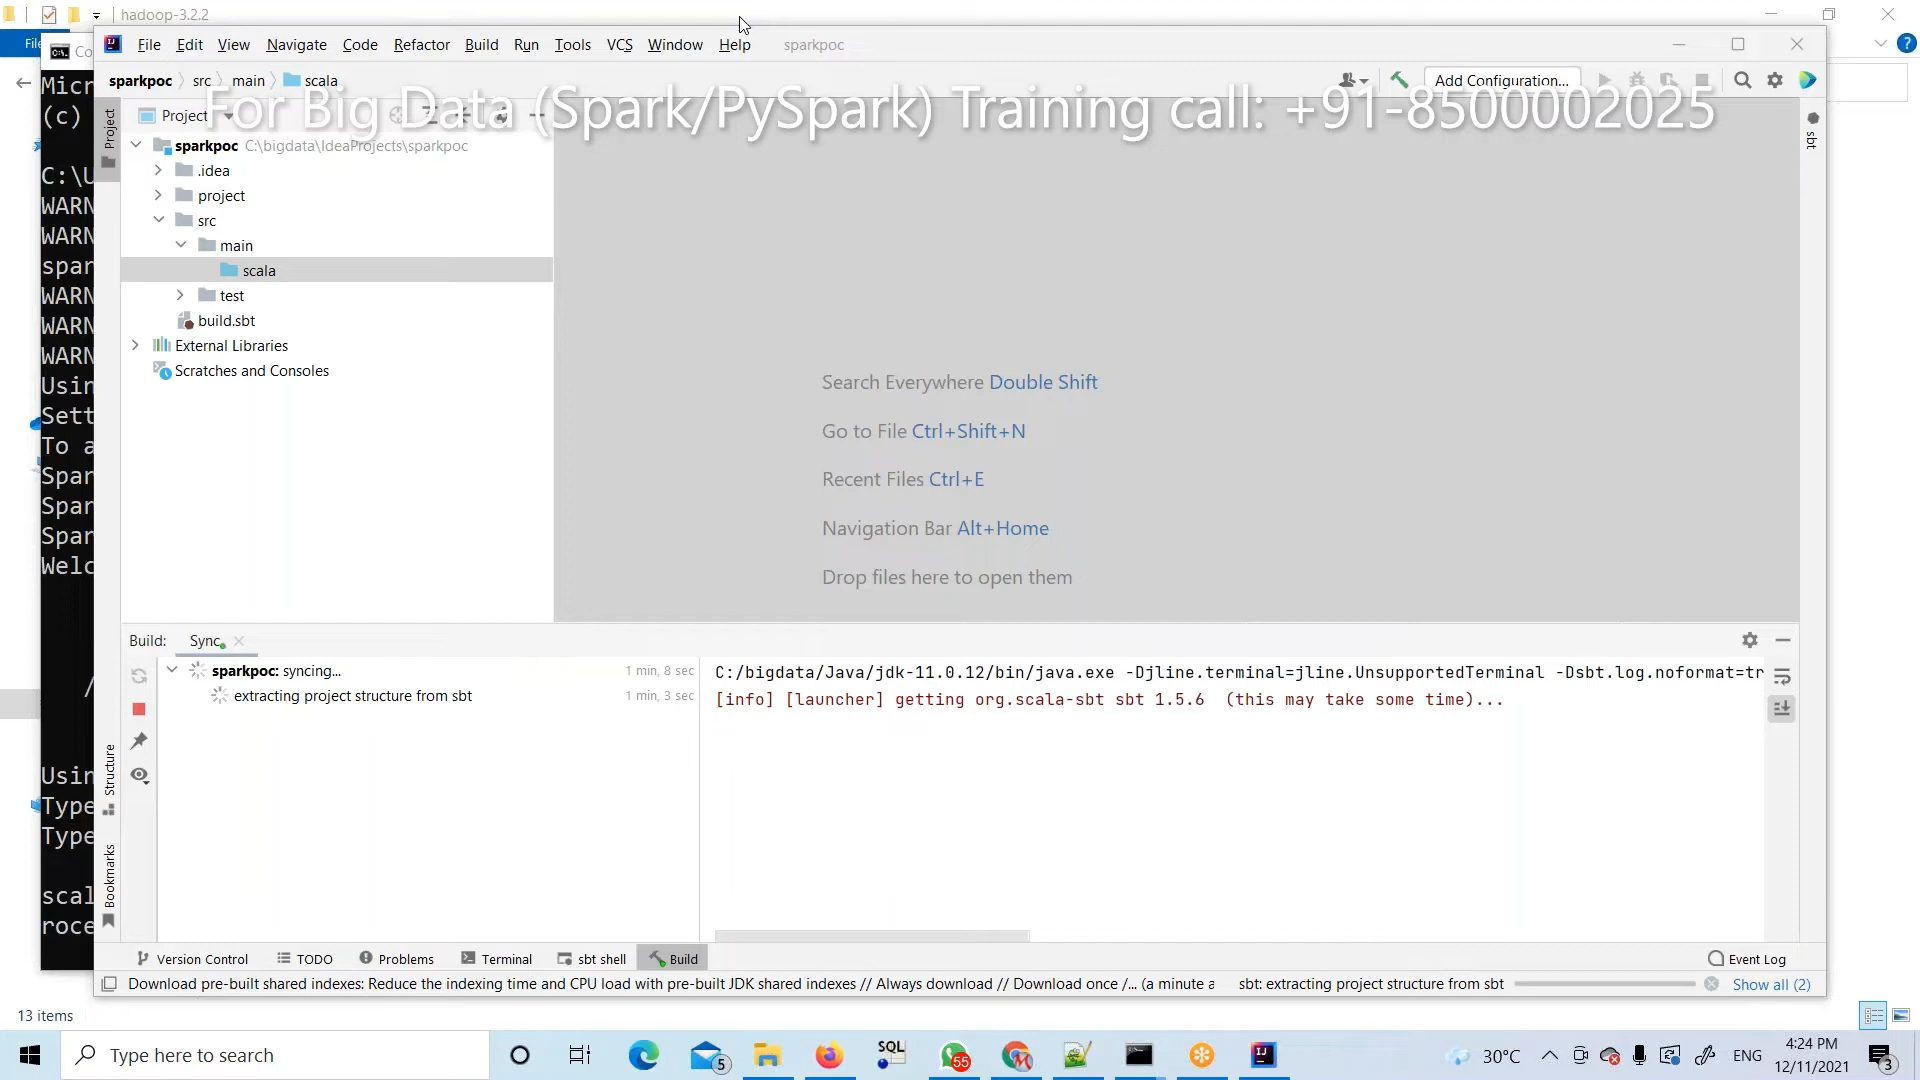 hadoop-3.2.2
File
File Edit View Navigate Code Refactor Build Run Tools VCS Window Help sparkpoc
sparkpoc src main scala
Add Configuration...
For Big Data (Spark/PySpark) Training call: +91-8500002025
Project
Project
sbt
sparkpoc C:\bigdata\IdeaProjects\sparkpoc
.idea
project
src
main
scala
test
build.sbt
External Libraries
Scratches and Consoles
Search Everywhere Double Shift
Go to File Ctrl+Shift+N
Recent Files Ctrl+E
Navigation Bar Alt+Home
Drop files here to open them
Micr
(c)
C:\U
WARN
WARN
spar
WARN
WARN
WARN
Usin
Sett
To a
Spar
Spar
Spar
Welc
/
Usin
Type
Type
scal
roce
Build: Sync
sparkpoc: syncing... 1 min, 8 sec
extracting project structure from sbt 1 min, 3 sec
C:/bigdata/Java/jdk-11.0.12/bin/java.exe -Djline.terminal=jline.UnsupportedTerminal -Dsbt.log.noformat=tr
[info] [launcher] getting org.scala-sbt sbt 1.5.6 (this may take some time)...
Structure
Bookmarks
Version Control TODO Problems Terminal sbt shell Build Event Log
Download pre-built shared indexes: Reduce the indexing time and CPU load with pre-built JDK shared indexes // Always download // Download once /... (a minute a
sbt: extracting project structure from sbt Show all (2)
13 items
Type here to search
5
SQL
55
30°C
ENG
4:24 PM
12/11/2021
3